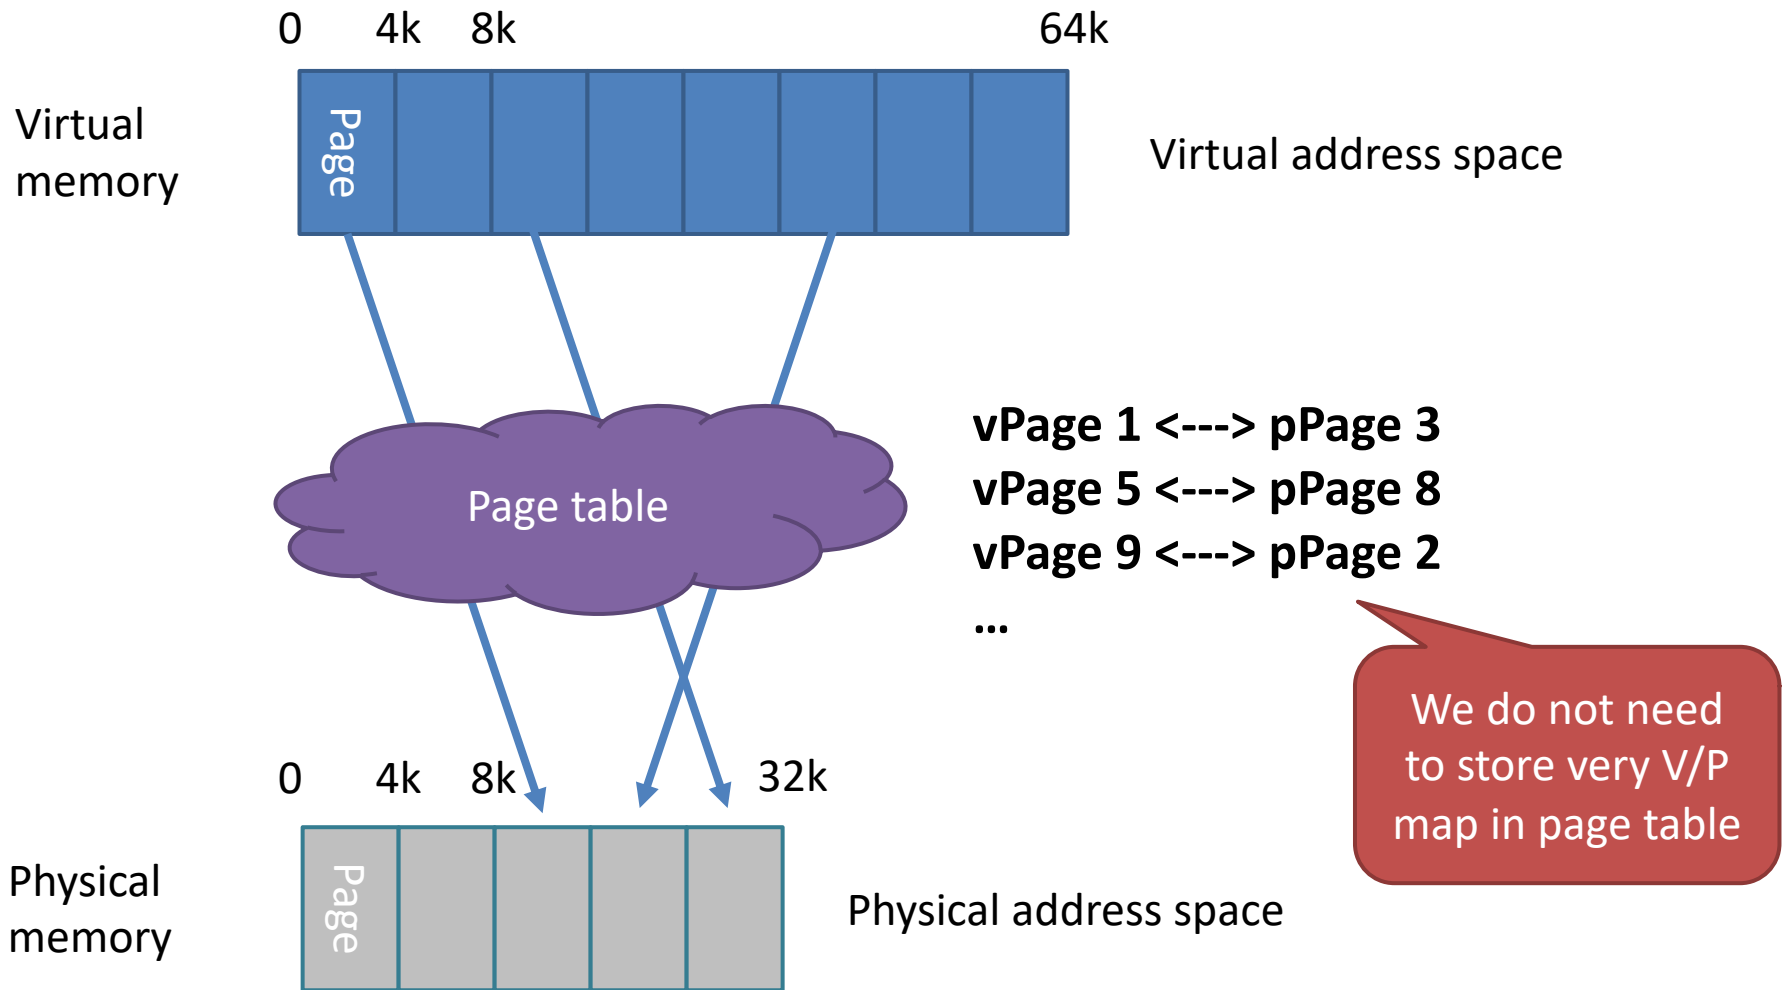 0 4k 8k 64k
Virtual
memory
Page
Virtual address space
Page table
vPage 1 <---> pPage 3
vPage 5 <---> pPage 8
vPage 9 <---> pPage 2
...
We do not need
to store very V/P
map in page table
0 4k 8k 32k
Physical
memory
Page
Physical address space